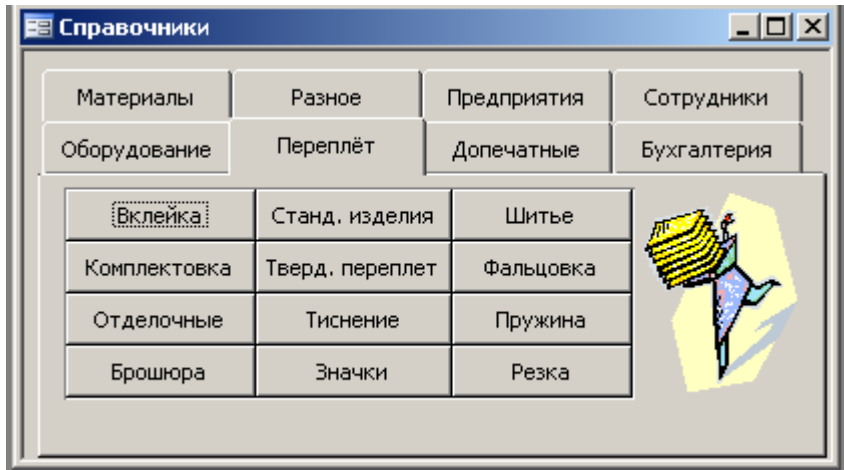 Справочники
Материалы Разное Предприятия Сотрудники
Оборудование Переплёт Допечатные Бухгалтерия
Вклейка Станд. изделия Шитье
Комплектовка Тверд. переплет Фальцовка
Отделочные Тиснение Пружина
Брошюра Значки Резка